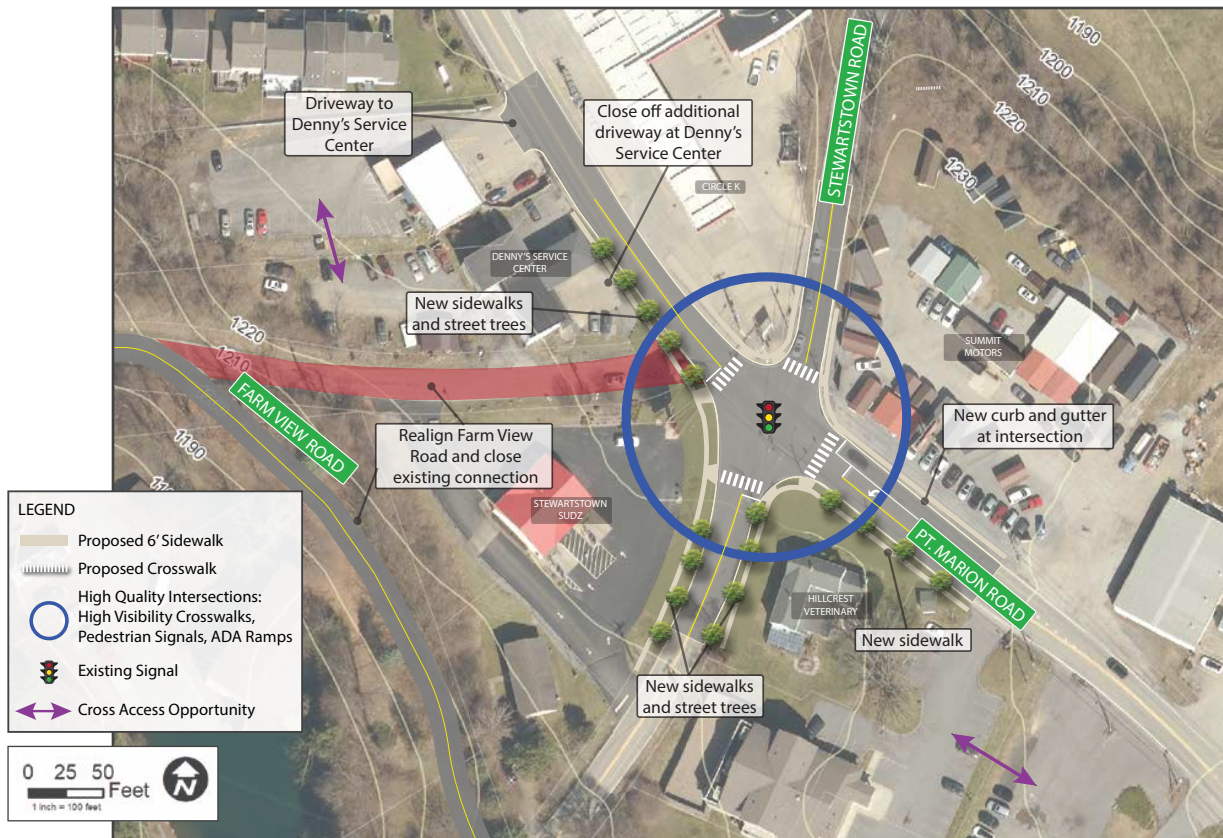 Driveway to
Denny's Service
Center
Close off additional
driveway at Denny's
Service Center
STEWARTSTOWN ROAD
1190
1200
1210
1220
1230
CIRCLE K
DENNY'S SERVICE
CENTER
New sidewalks
and street trees
1220
1210
SUMMIT
MOTORS
FARM VIEW ROAD
New curb and gutter
at intersection
Realign Farm View
Road and close
existing connection
1190
STEWARTSTOWN
SUDZ
PT. MARION ROAD
HILLCREST
VETERINARY
New sidewalk
New sidewalks
and street trees
LEGEND
Proposed 6' Sidewalk
Proposed Crosswalk
High Quality Intersections:
High Visibility Crosswalks,
Pedestrian Signals, ADA Ramps
Existing Signal
Cross Access Opportunity
0 25 50
Feet
1 inch = 100 feet
N